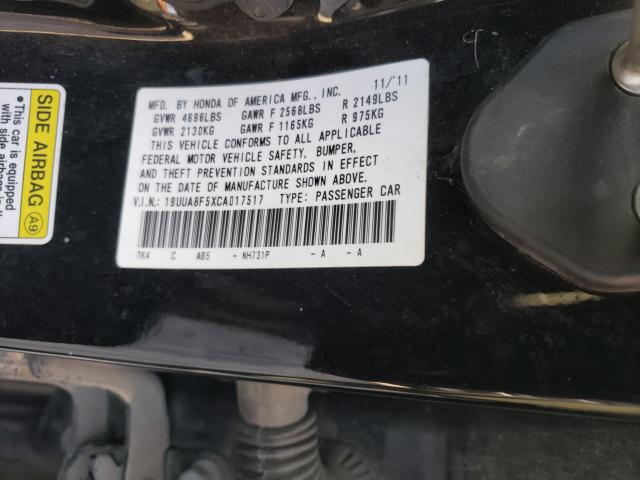 SIDE AIRBAG
A9
This car is equipped
with side airbag
MFD. BY HONDA OF AMERICA MFG., INC. 11/'11
GVWR 4696LBS GAWR F 2568LBS R 2149LBS
GVWR 2130KG GAWR F 1165KG R 975KG
THIS VEHICLE CONFORMS TO ALL APPLICABLE
FEDERAL MOTOR VEHICLE SAFETY, BUMPER,
AND THEFT PREVENTION STANDARDS IN EFFECT
ON THE DATE OF MANUFACTURE SHOWN ABOVE.
V.I.N.: 19UUA8F5XCA017517 TYPE: PASSENGER CAR
TK4 C AB5 - NH731P - A - A